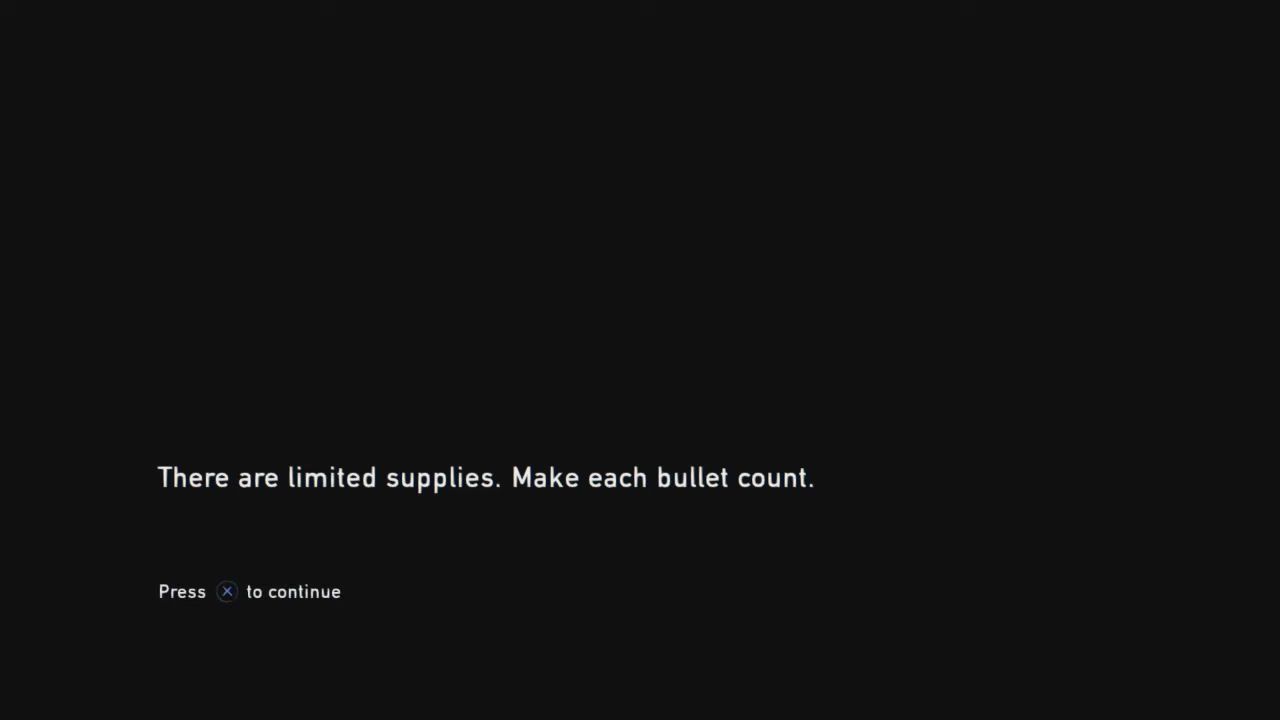 There are limited supplies. Make each bullet count.
Press ⓧ to continue